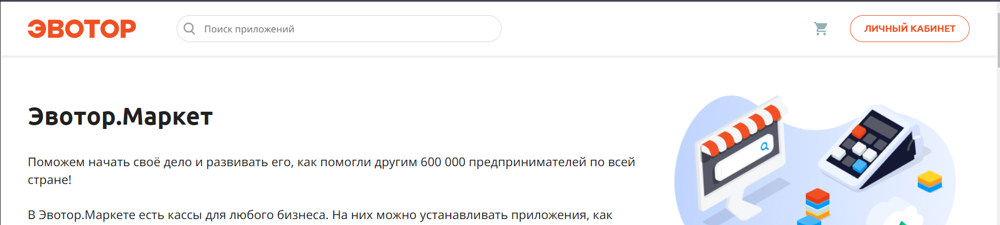 ЭВОТОР
Поиск приложений
ЛИЧНЫЙ КАБИНЕТ
Эвотор.Маркет
Поможем начать своё дело и развивать его, как помогли другим 600 000 предпринимателей по всей
стране!
В Эвотор.Маркете есть кассы для любого бизнеса. На них можно устанавливать приложения, как